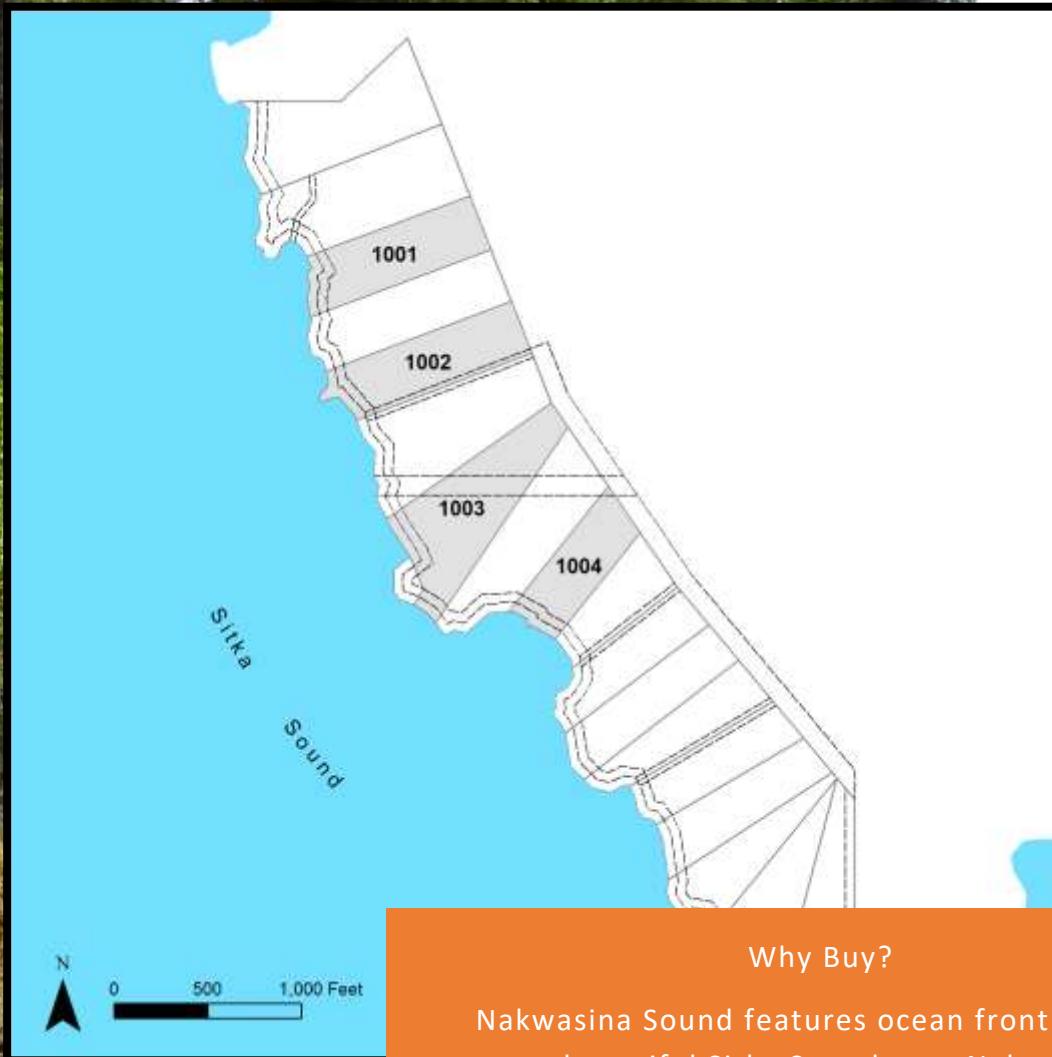 1001
1002
1003
1004
Sitka
Sound
N
0 500 1,000 Feet
Why Buy?
Nakwasina Sound features ocean front